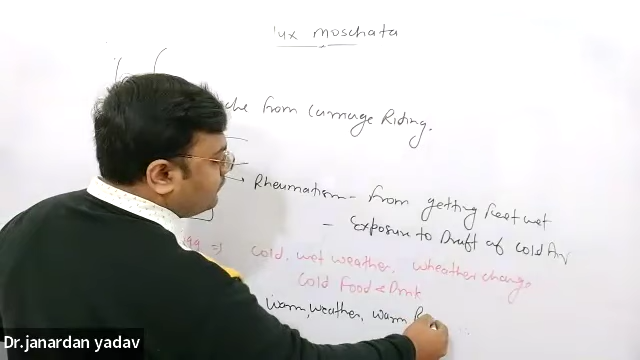 ux moschata
che from Carriage Riding.
→ Rheumatism - from getting Feet wet
- Exposure to Draft of cold Air
agg ⇒ cold, wet weather, wheather change
cold Food & Drink
warm, weather, warm R
Dr.janardan yadav